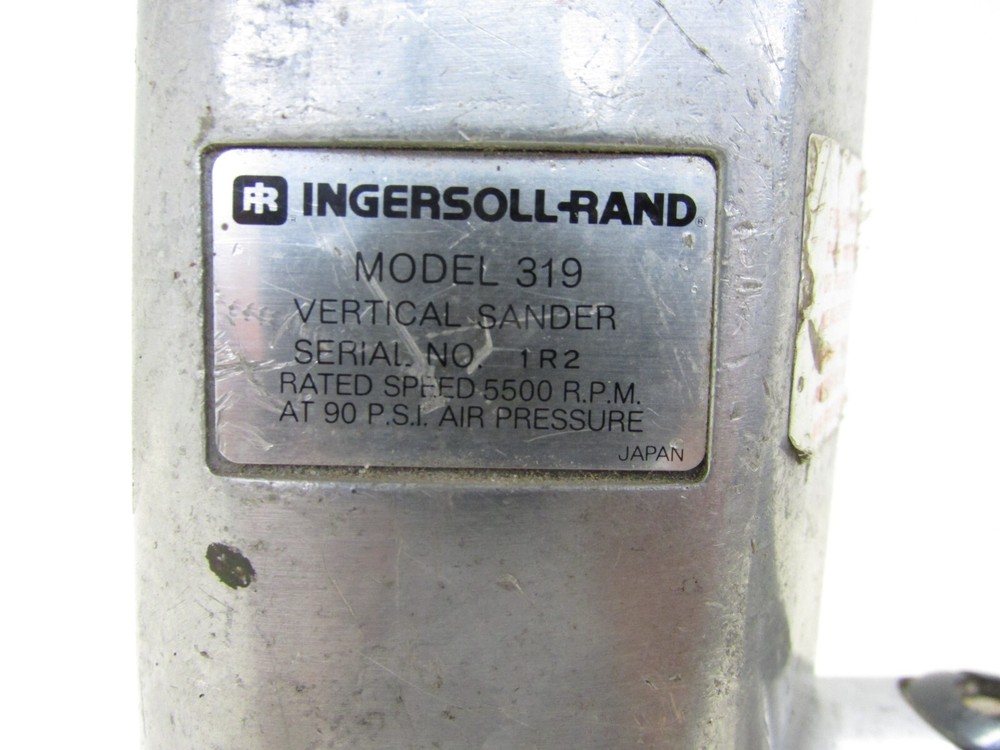 IR INGERSOLL-RAND
MODEL 319
VERTICAL SANDER
SERIAL NO. 1R2
RATED SPEED 5500 R.P.M.
AT 90 P.S.I. AIR PRESSURE
JAPAN